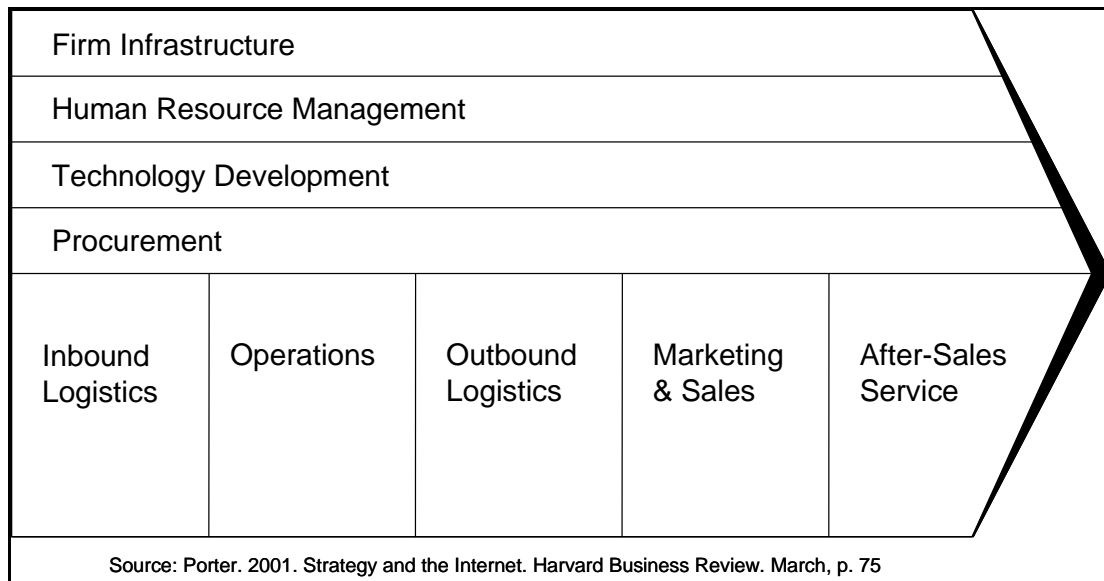 Firm Infrastructure
Human Resource Management
Technology Development
Procurement
Inbound
Logistics
Operations
Outbound
Logistics
Marketing
& Sales
After-Sales
Service
Source: Porter. 2001. Strategy and the Internet. Harvard Business Review. March, p. 75